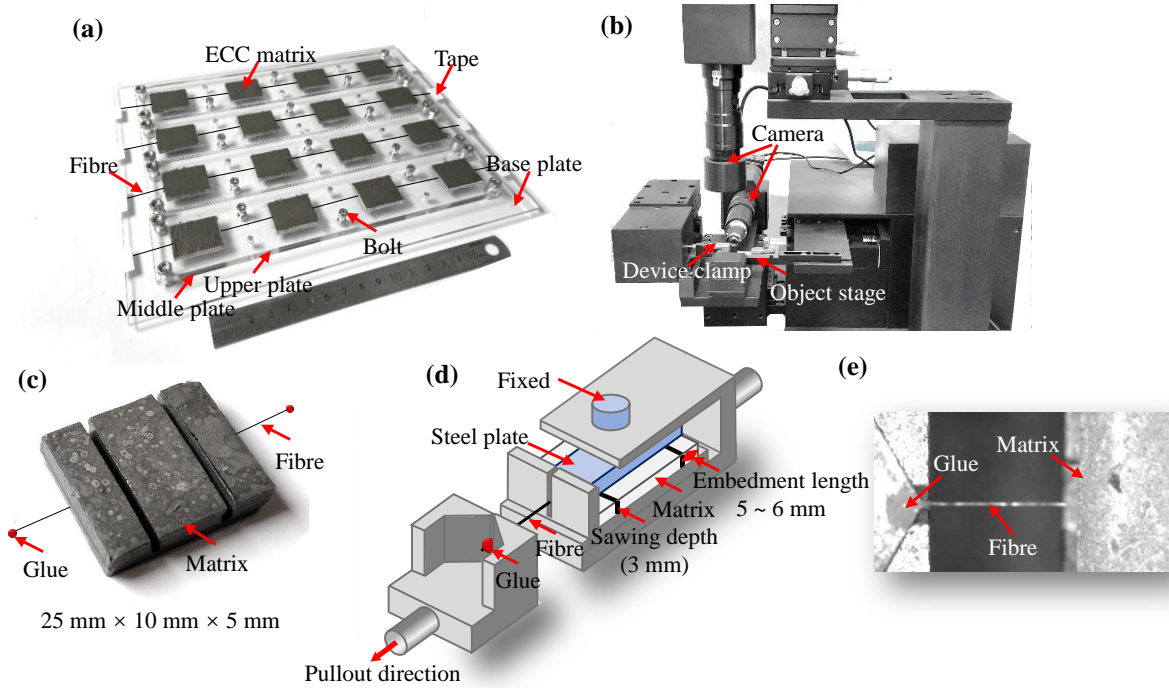 (a)
ECC matrix
Tape
Fibre
Base plate
Bolt
Upper plate
Middle plate
(b)
Camera
Device clamp
Object stage
(c)
Fibre
Glue
Matrix
25 mm × 10 mm × 5 mm
(d)
Fixed
Steel plate
Embedment length
5 ~ 6 mm
Matrix
Sawing depth
(3 mm)
Fibre
Glue
Pullout direction
(e)
Matrix
Glue
Fibre